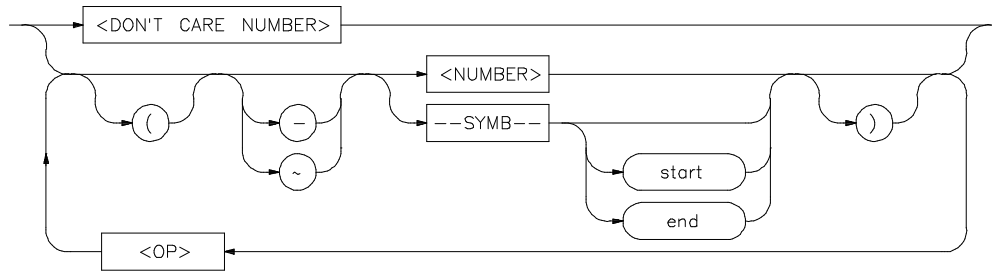 <DON'T CARE NUMBER>
<NUMBER>
(
-
--SYMB--
)
~
start
end
<OP>